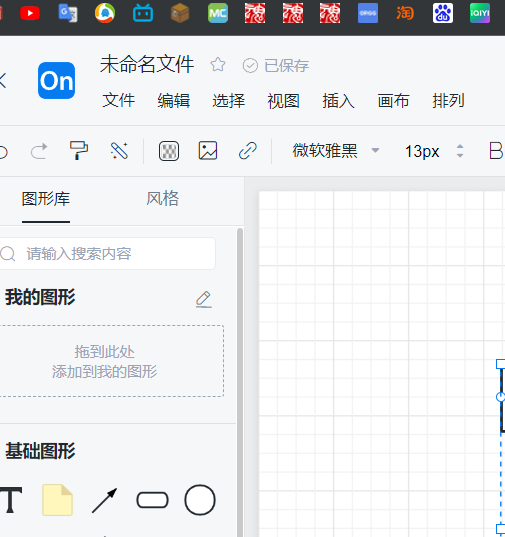 MC
iQIYI
On
未命名文件
已保存
文件 编辑 选择 视图 插入 画布 排列
微软雅黑 13px B
图形库 风格
请输入搜索内容
我的图形
拖到此处
添加到我的图形
基础图形
T